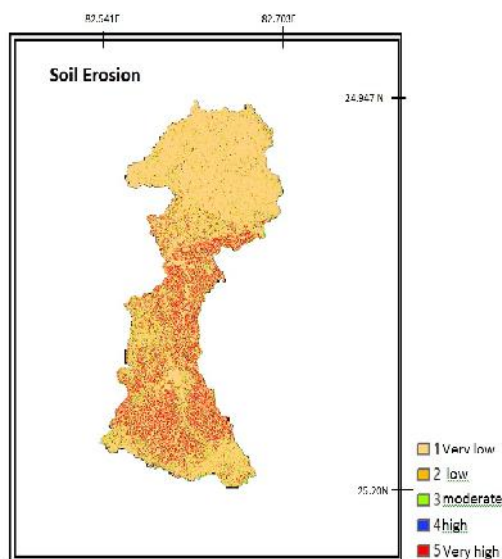 82.541E 82.703E
Soil Erosion
24.947 N
1 Very low
2 low
25.20N
3 moderate
4 high
5 Very high